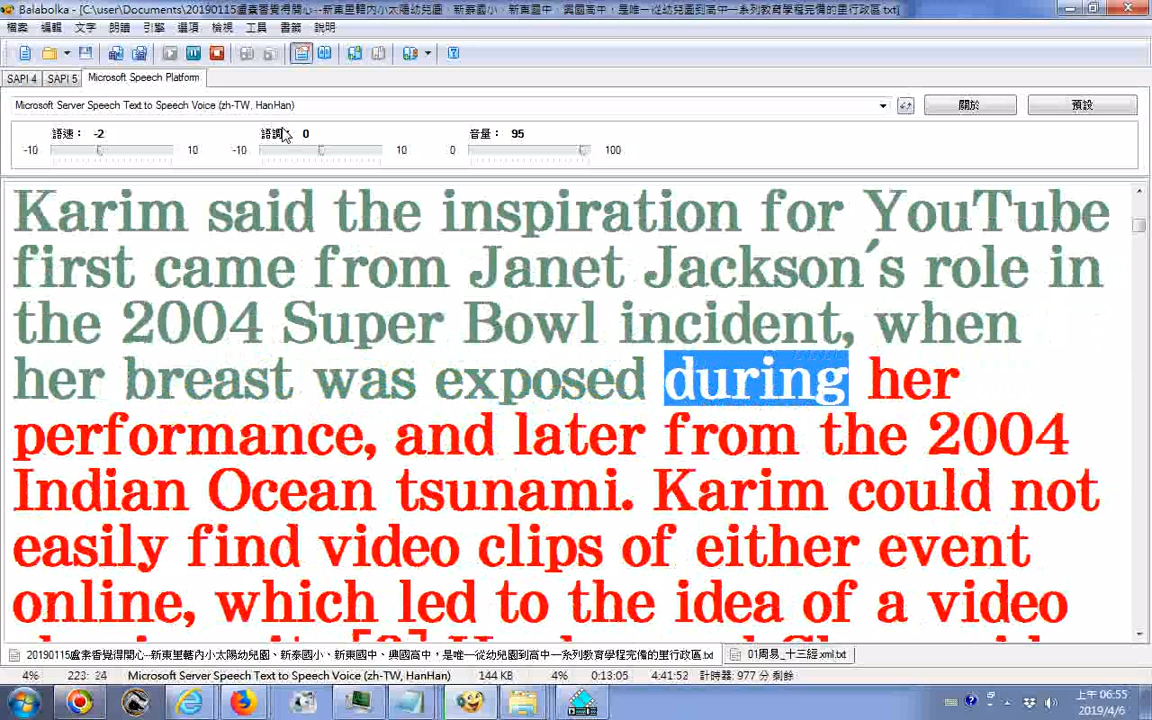 Balabolka - [C:\user\Documents\20190115盧素香覺得開心--新東里轄內小太陽幼兒園、新泰國小、新東國中、興國高中，是唯一從幼兒園到高中一系列教育學程完備的里行政區.txt]
檔案 編輯 文字 朗讀 引擎 選項 檢視 工具 書籤 說明
SAPI 4 SAPI 5 Microsoft Speech Platform
Microsoft Server Speech Text to Speech Voice (zh-TW, HanHan) 關於 預設
語速： -2 語調： 0 音量： 95
-10 10 -10 10 0 100
Karim said the inspiration for YouTube
first came from Janet Jackson's role in
the 2004 Super Bowl incident, when
her breast was exposed during her
performance, and later from the 2004
Indian Ocean tsunami. Karim could not
easily find video clips of either event
online, which led to the idea of a video
20190115盧素香覺得開心--新東里轄內小太陽幼兒園、新泰國小、新東國中、興國高中，是唯一從幼兒園到高中一系列教育學程完備的里行政區.txt 01周易_十三經.xml.txt
4% 223: 24 Microsoft Server Speech Text to Speech Voice (zh-TW, HanHan) 144 KB 4% 0:13:05 4:41:52 計時器: 977 分 剩餘
上午 06:55
2019/4/6